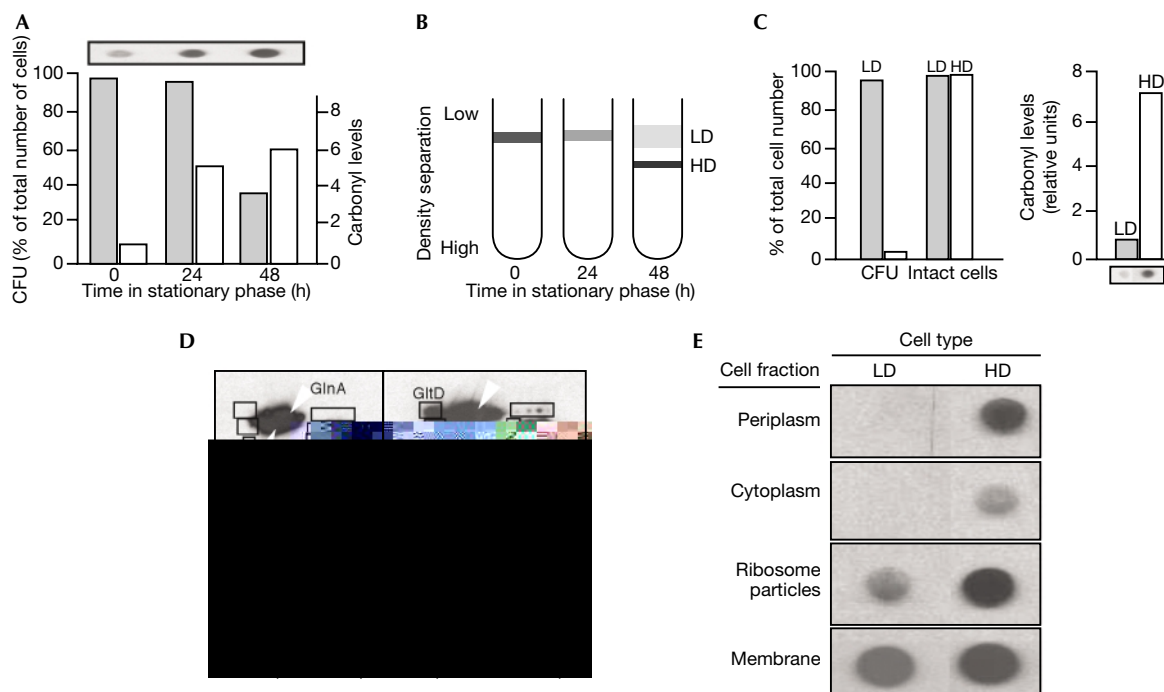 A
CFU (% of total number of cells)
100
80
60
40
20
0
8
6
4
2
0
Carbonyl levels
0 24 48
Time in stationary phase (h)
B
Density separation
Low
High
LD
HD
0 24 48
Time in stationary phase (h)
C
% of total cell number
100
80
60
40
20
0
LD
LD HD
CFU Intact cells
Carbonyl levels
(relative units)
8
6
4
2
0
LD
HD
D
GlnA
GltD
E
Cell type
Cell fraction LD HD
Periplasm
Cytoplasm
Ribosome
particles
Membrane